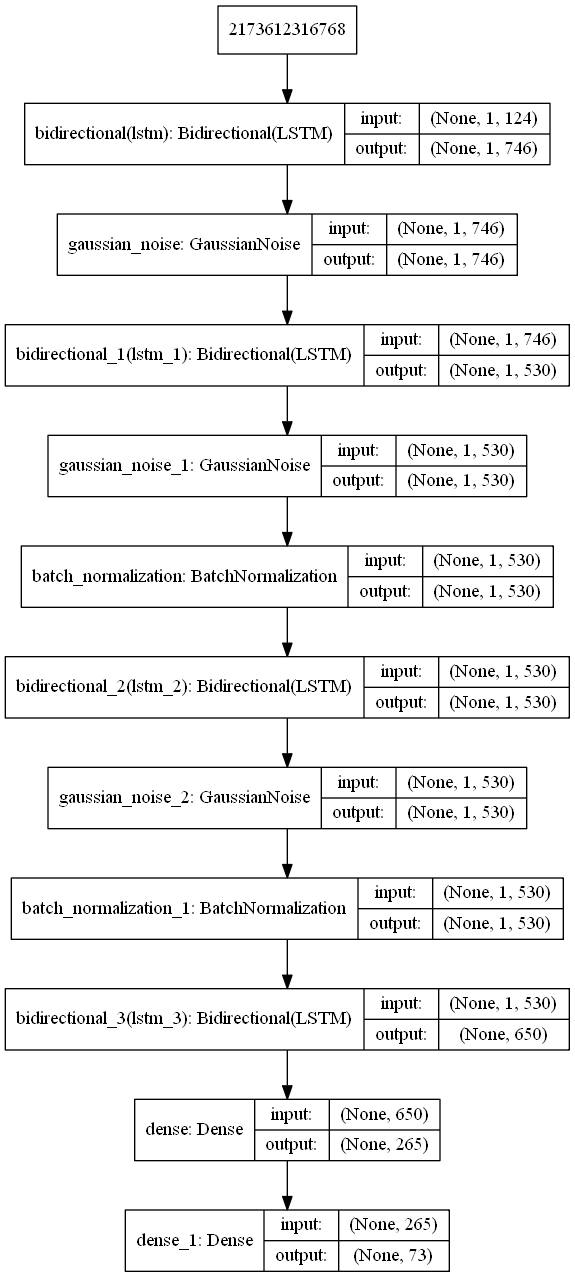 2173612316768
bidirectional(lstm): Bidirectional(LSTM) input: (None, 1, 124)
output: (None, 1, 746)
gaussian_noise: GaussianNoise input: (None, 1, 746)
output: (None, 1, 746)
bidirectional_1(lstm_1): Bidirectional(LSTM) input: (None, 1, 746)
output: (None, 1, 530)
gaussian_noise_1: GaussianNoise input: (None, 1, 530)
output: (None, 1, 530)
batch_normalization: BatchNormalization input: (None, 1, 530)
output: (None, 1, 530)
bidirectional_2(lstm_2): Bidirectional(LSTM) input: (None, 1, 530)
output: (None, 1, 530)
gaussian_noise_2: GaussianNoise input: (None, 1, 530)
output: (None, 1, 530)
batch_normalization_1: BatchNormalization input: (None, 1, 530)
output: (None, 1, 530)
bidirectional_3(lstm_3): Bidirectional(LSTM) input: (None, 1, 530)
output: (None, 650)
dense: Dense input: (None, 650)
output: (None, 265)
dense_1: Dense input: (None, 265)
output: (None, 73)